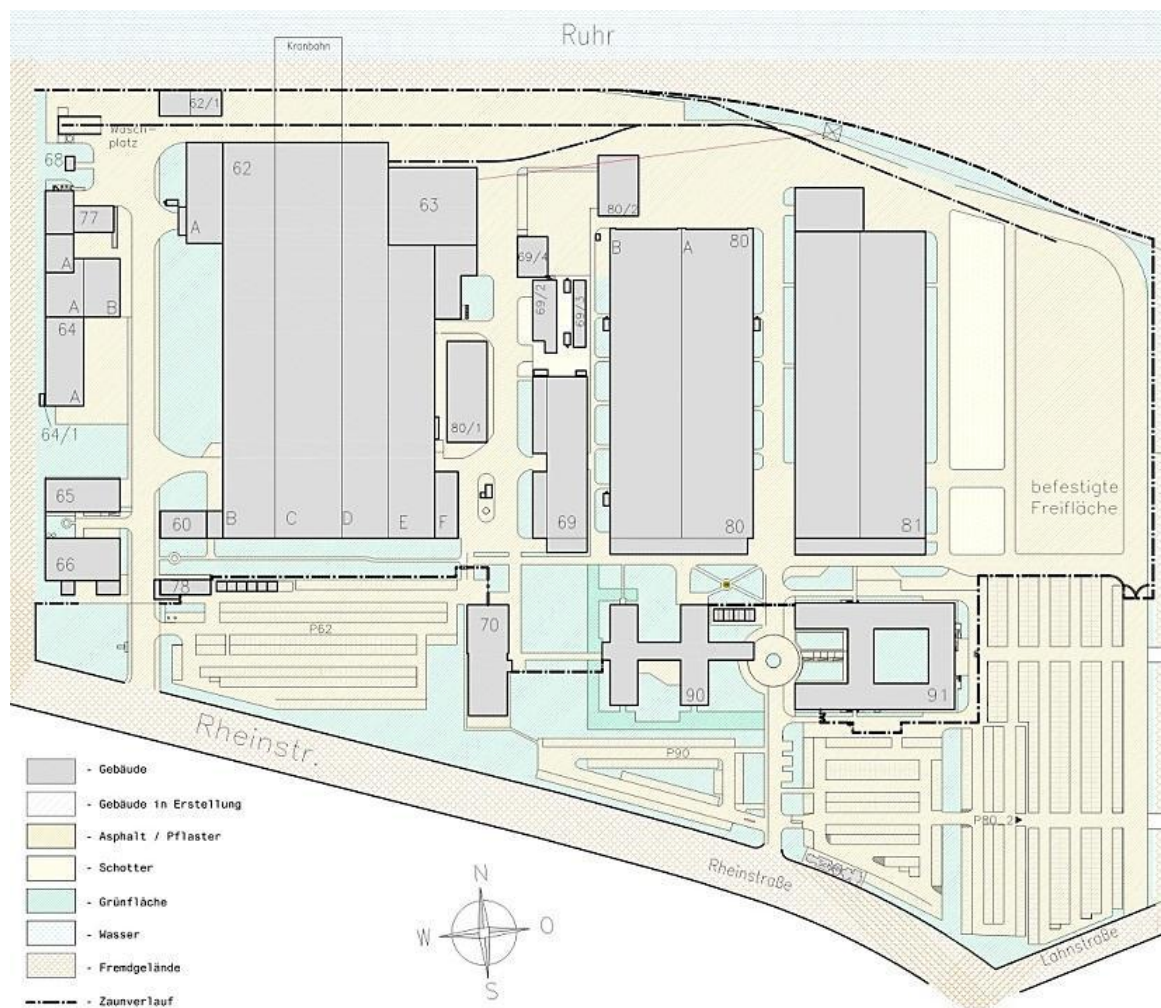 Ruhr
Kranbahn
62/1
Wasch-
platz
68
62
63
A
77
80/2
B
A
80
69/4
A
69/2
69/3
A
B
64
A
80/1
64/1
befestigte
Freifläche
65
60
B
C
D
E
F
69
80
81
66
78
P62
70
90
91
Rheinstr.
P90
P80_2
Rheinstraße
Lahnstraße
- Gebäude
- Gebäude in Erstellung
- Asphalt / Pflaster
- Schotter
- Grünfläche
- Wasser
- Fremdgelände
- Zaunverlauf
N
W
O
S